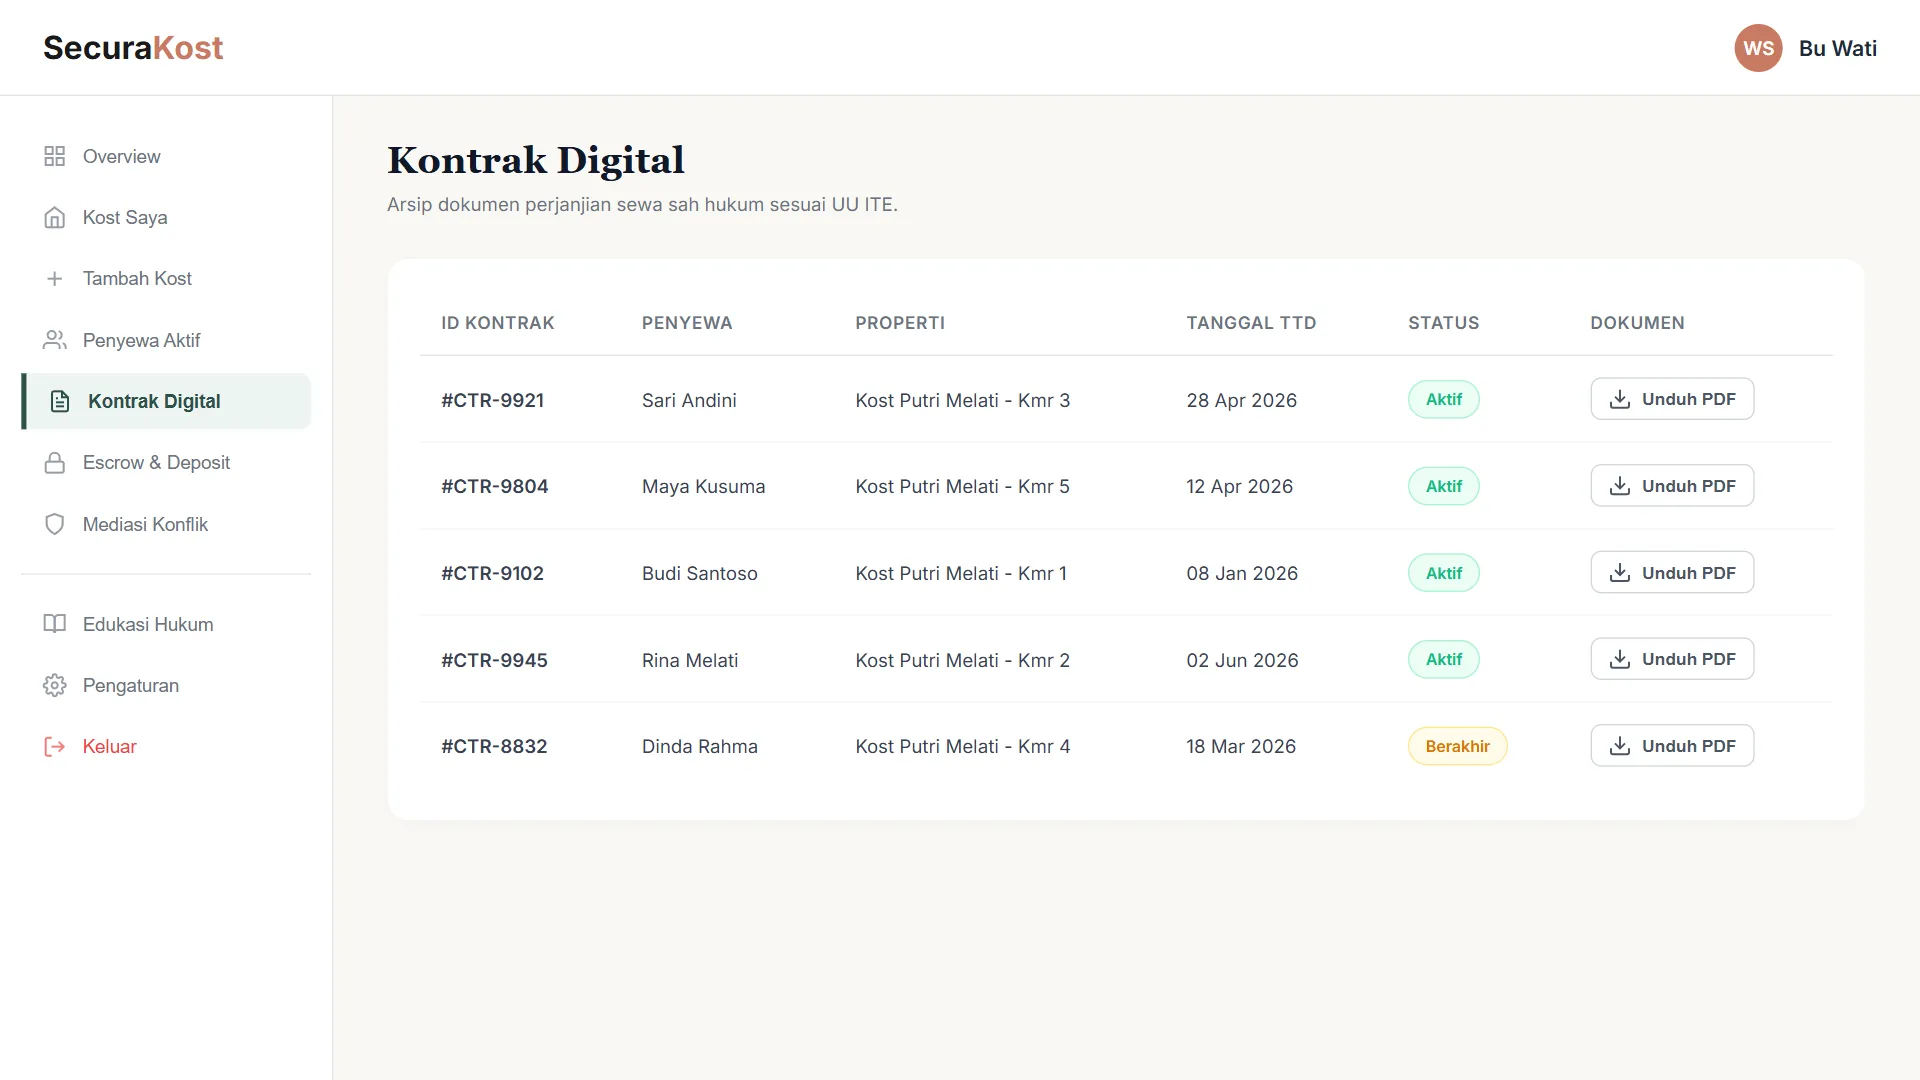 SecuraKost
WS Bu Wati
Overview
Kost Saya
Tambah Kost
Penyewa Aktif
Kontrak Digital
Escrow & Deposit
Mediasi Konflik
Edukasi Hukum
Pengaturan
Keluar
Kontrak Digital
Arsip dokumen perjanjian sewa sah hukum sesuai UU ITE.
ID KONTRAK PENYEWA PROPERTI TANGGAL TTD STATUS DOKUMEN
#CTR-9921 Sari Andini Kost Putri Melati - Kmr 3 28 Apr 2026 Aktif Unduh PDF
#CTR-9804 Maya Kusuma Kost Putri Melati - Kmr 5 12 Apr 2026 Aktif Unduh PDF
#CTR-9102 Budi Santoso Kost Putri Melati - Kmr 1 08 Jan 2026 Aktif Unduh PDF
#CTR-9945 Rina Melati Kost Putri Melati - Kmr 2 02 Jun 2026 Aktif Unduh PDF
#CTR-8832 Dinda Rahma Kost Putri Melati - Kmr 4 18 Mar 2026 Berakhir Unduh PDF